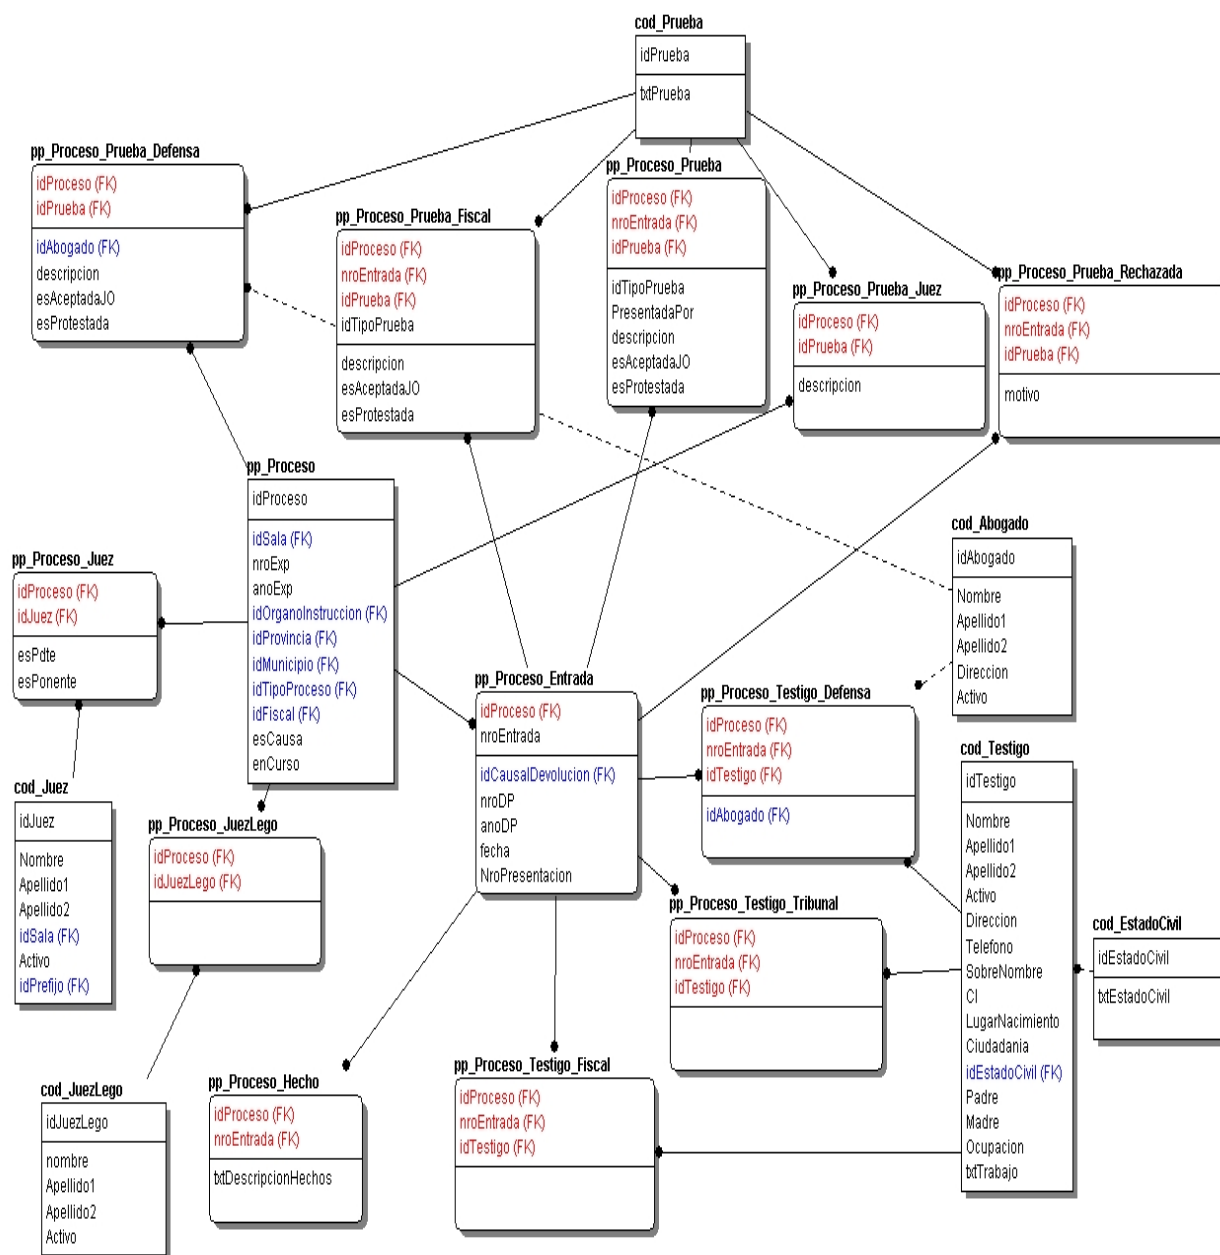 cod_Prueba
idPrueba
txtPrueba
pp_Proceso_Prueba_Defensa
idProceso (FK)
idPrueba (FK)
idAbogado (FK)
descripcion
esAceptadaJO
esProtestada
pp_Proceso_Prueba_Fiscal
idProceso (FK)
nroEntrada (FK)
idPrueba (FK)
idTipoPrueba
descripcion
esAceptadaJO
esProtestada
pp_Proceso_Prueba
idProceso (FK)
nroEntrada (FK)
idPrueba (FK)
idTipoPrueba
PresentadaPor
descripcion
esAceptadaJO
esProtestada
pp_Proceso_Prueba_Juez
idProceso (FK)
idPrueba (FK)
descripcion
pp_Proceso_Prueba_Rechazada
idProceso (FK)
nroEntrada (FK)
idPrueba (FK)
motivo
pp_Proceso
idProceso
idSala (FK)
nroExp
anoExp
idOrganoInstruccion (FK)
idProvincia (FK)
idMunicipio (FK)
idTipoProceso (FK)
idFiscal (FK)
esCausa
enCurso
pp_Proceso_Juez
idProceso (FK)
idJuez (FK)
esPdte
esPonente
cod_Abogado
idAbogado
Nombre
Apellido1
Apellido2
Direccion
Activo
pp_Proceso_Entrada
idProceso (FK)
nroEntrada
idCausalDevolucion (FK)
nroDP
anoDP
fecha
NroPresentacion
pp_Proceso_Testigo_Defensa
idProceso (FK)
nroEntrada (FK)
idTestigo (FK)
idAbogado (FK)
cod_Testigo
idTestigo
Nombre
Apellido1
Apellido2
Activo
Direccion
Telefono
SobreNombre
CI
LugarNacimiento
Ciudadania
idEstadoCivil (FK)
Padre
Madre
Ocupacion
txtTrabajo
cod_Juez
idJuez
Nombre
Apellido1
Apellido2
idSala (FK)
Activo
idPrefijo (FK)
pp_Proceso_JuezLego
idProceso (FK)
idJuezLego (FK)
pp_Proceso_Testigo_Tribunal
idProceso (FK)
nroEntrada (FK)
idTestigo (FK)
cod_EstadoCivil
idEstadoCivil
txtEstadoCivil
cod_JuezLego
idJuezLego
nombre
Apellido1
Apellido2
Activo
pp_Proceso_Hecho
idProceso (FK)
nroEntrada (FK)
txtDescripcionHechos
pp_Proceso_Testigo_Fiscal
idProceso (FK)
nroEntrada (FK)
idTestigo (FK)